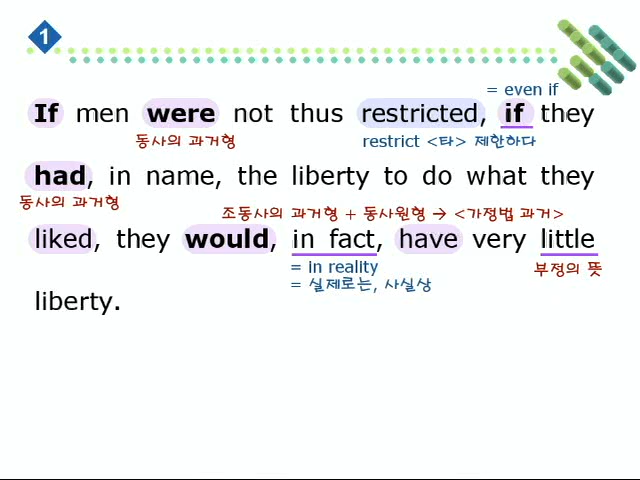 1
= even if
If men were not thus restricted, if they
동사의 과거형 restrict <타> 제한하다
had, in name, the liberty to do what they
동사의 과거형 조동사의 과거형 + 동사원형 → <가정법 과거>
liked, they would, in fact, have very little
= in reality 부정의 뜻
= 실제로는, 사실상
liberty.